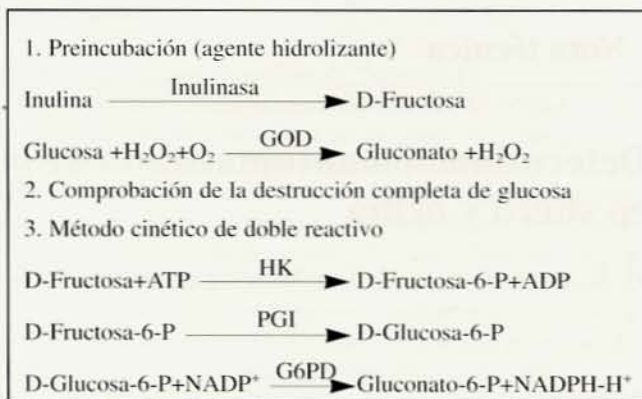 1. Preincubación (agente hidrolizante)
Inulina ⟶ Inulinasa ⟶ D-Fructosa
Glucosa +H₂O₂+O₂ ⟶ GOD ⟶ Gluconato +H₂O₂
2. Comprobación de la destrucción completa de glucosa
3. Método cinético de doble reactivo
D-Fructosa+ATP ⟶ HK ⟶ D-Fructosa-6-P+ADP
D-Fructosa-6-P ⟶ PGI ⟶ D-Glucosa-6-P
D-Glucosa-6-P+NADP⁺ ⟶ G6PD ⟶ Gluconato-6-P+NADPH-H⁺